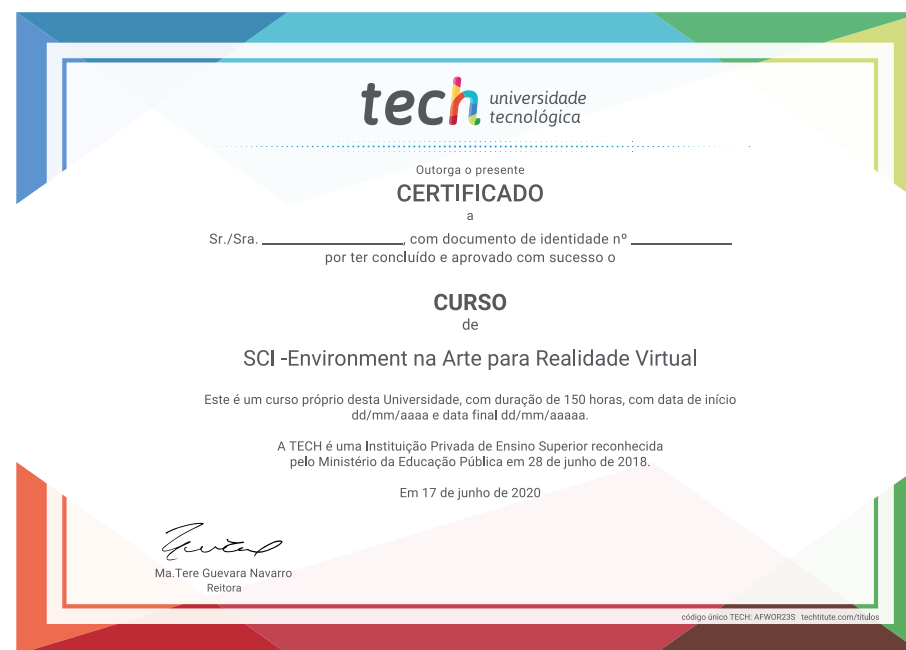 tech universidade
tecnológica
Outorga o presente
CERTIFICADO
a
Sr./Sra. ________________, com documento de identidade nº ____________
por ter concluído e aprovado com sucesso o
CURSO
de
SCI -Environment na Arte para Realidade Virtual
Este é um curso próprio desta Universidade, com duração de 150 horas, com data de início
dd/mm/aaaa e data final dd/mm/aaaaa.
A TECH é uma Instituição Privada de Ensino Superior reconhecida
pelo Ministério da Educação Pública em 28 de junho de 2018.
Em 17 de junho de 2020
Ma.Tere Guevara Navarro
Reitora
código único TECH: AFWOR23S techtitute.com/titulos